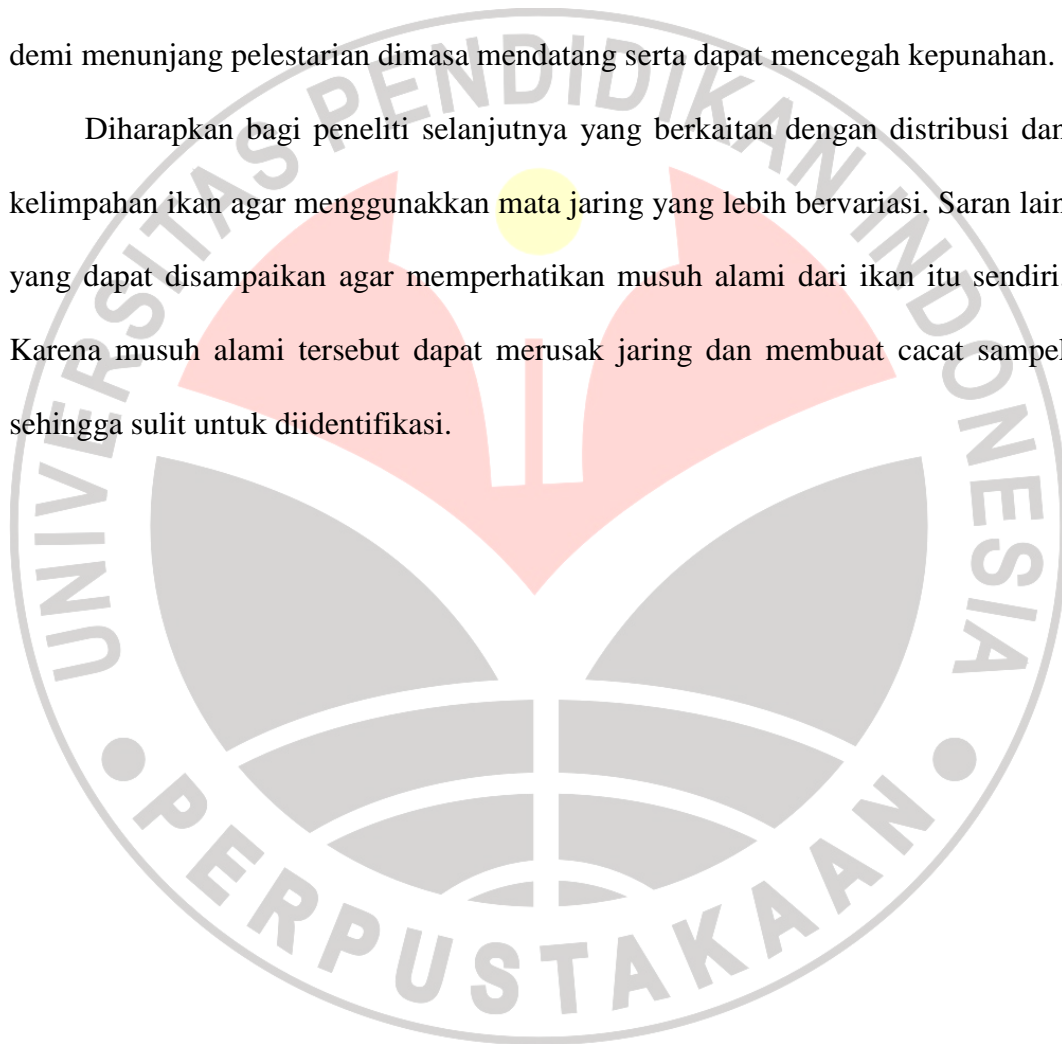 demi menunjang pelestarian dimasa mendatang serta dapat mencegah kepunahan.
Diharapkan bagi peneliti selanjutnya yang berkaitan dengan distribusi dan
kelimpahan ikan agar menggunakkan mata jaring yang lebih bervariasi. Saran lain
yang dapat disampaikan agar memperhatikan musuh alami dari ikan itu sendiri.
Karena musuh alami tersebut dapat merusak jaring dan membuat cacat sampel
sehingga sulit untuk diidentifikasi.
UNIVERSITAS PENDIDIKAN INDONESIA
PERPUSTAKAAN